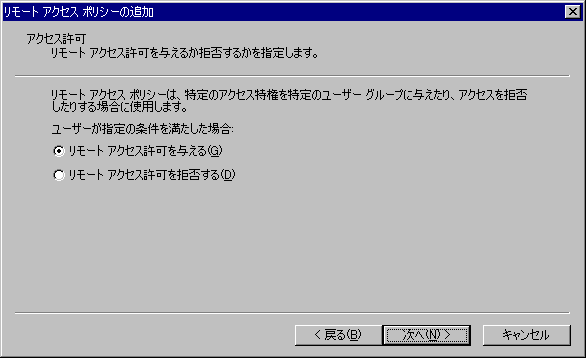 リモート アクセス ポリシーの追加
アクセス許可
リモート アクセス許可を与えるか拒否するかを指定します。
リモート アクセス ポリシーは、特定のアクセス特権を特定のユーザー グループに与えたり、アクセスを拒否
したりする場合に使用します。
ユーザーが指定の条件を満たした場合:
リモート アクセス許可を与える(G)
リモート アクセス許可を拒否する(D)
< 戻る(B)
次へ(N) >
キャンセル